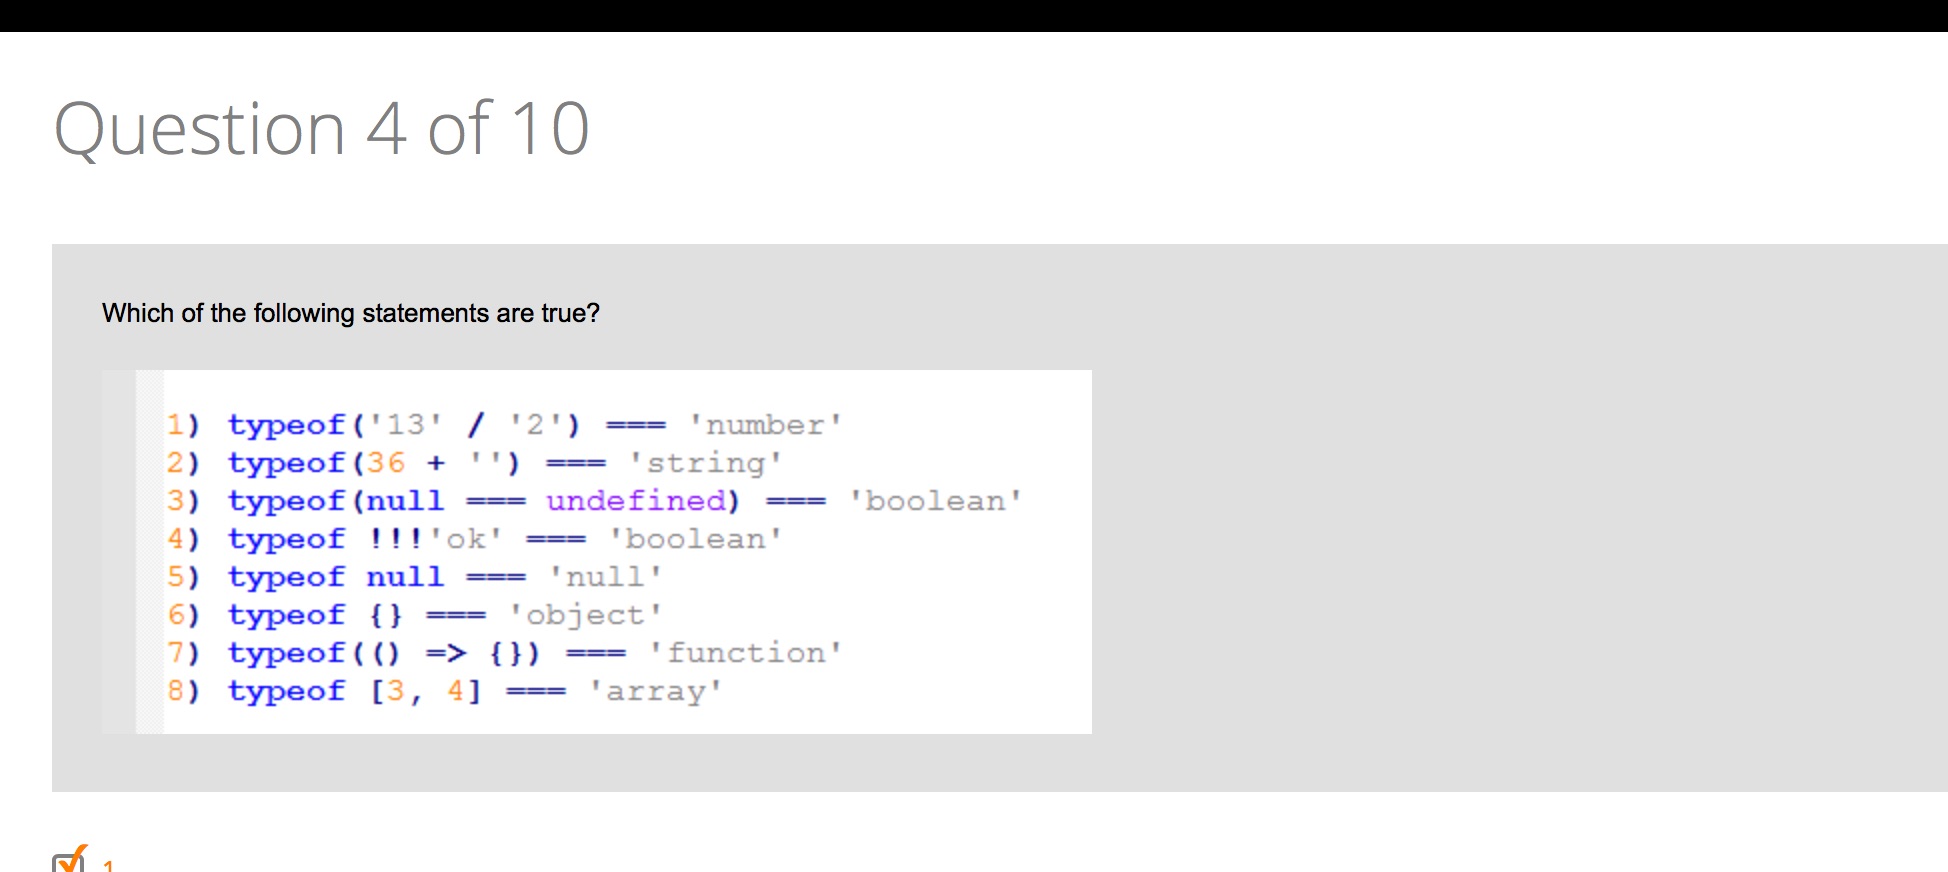 Question 4 of 10
Which of the following statements are true?
1) typeof('13' / '2') === 'number'
2) typeof(36 + '') === 'string'
3) typeof(null === undefined) === 'boolean'
4) typeof !!!'ok' === 'boolean'
5) typeof null === 'null'
6) typeof {} === 'object'
7) typeof(() => {}) === 'function'
8) typeof [3, 4] === 'array'
1